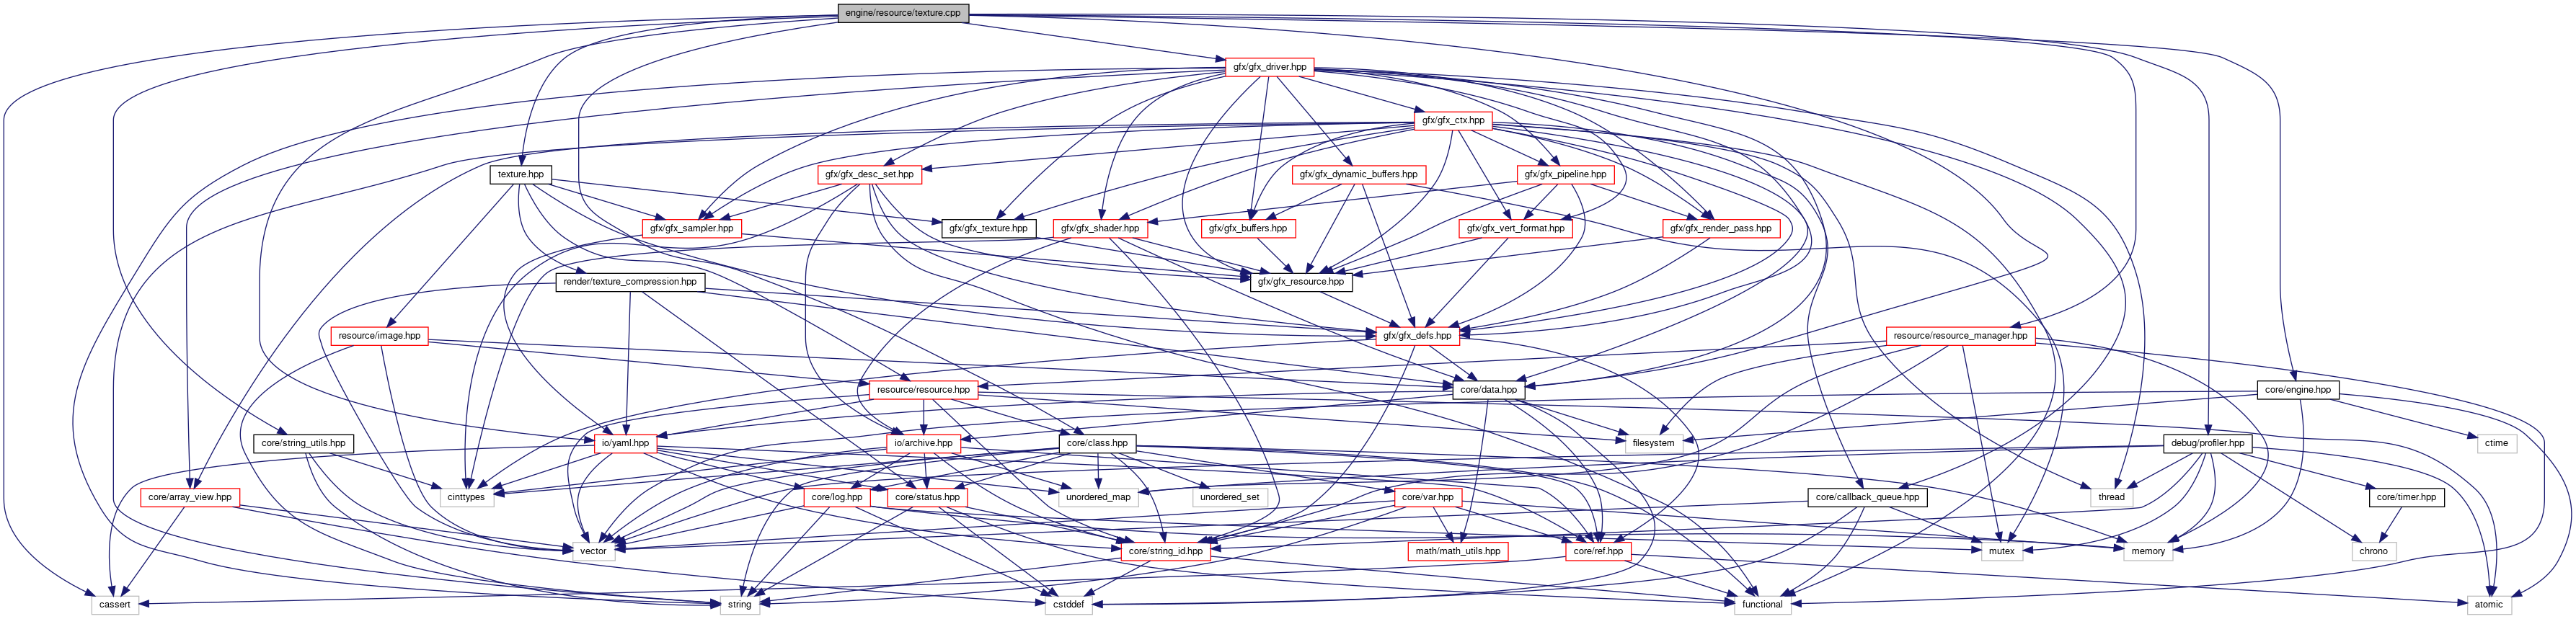 engine/resource/texture.cpp
gfx/gfx_driver.hpp
gfx/gfx_ctx.hpp
texture.hpp
gfx/gfx_desc_set.hpp
gfx/gfx_dynamic_buffers.hpp
gfx/gfx_pipeline.hpp
gfx/gfx_sampler.hpp
gfx/gfx_texture.hpp
gfx/gfx_shader.hpp
gfx/gfx_buffers.hpp
gfx/gfx_vert_format.hpp
gfx/gfx_render_pass.hpp
render/texture_compression.hpp
gfx/gfx_resource.hpp
resource/image.hpp
gfx/gfx_defs.hpp
resource/resource_manager.hpp
resource/resource.hpp
core/data.hpp
core/engine.hpp
core/string_utils.hpp
io/yaml.hpp
io/archive.hpp
core/class.hpp
filesystem
debug/profiler.hpp
ctime
core/array_view.hpp
cinttypes
core/log.hpp
core/status.hpp
unordered_map
unordered_set
core/var.hpp
core/callback_queue.hpp
thread
core/timer.hpp
vector
core/string_id.hpp
math/math_utils.hpp
core/ref.hpp
mutex
memory
chrono
cassert
string
cstddef
functional
atomic